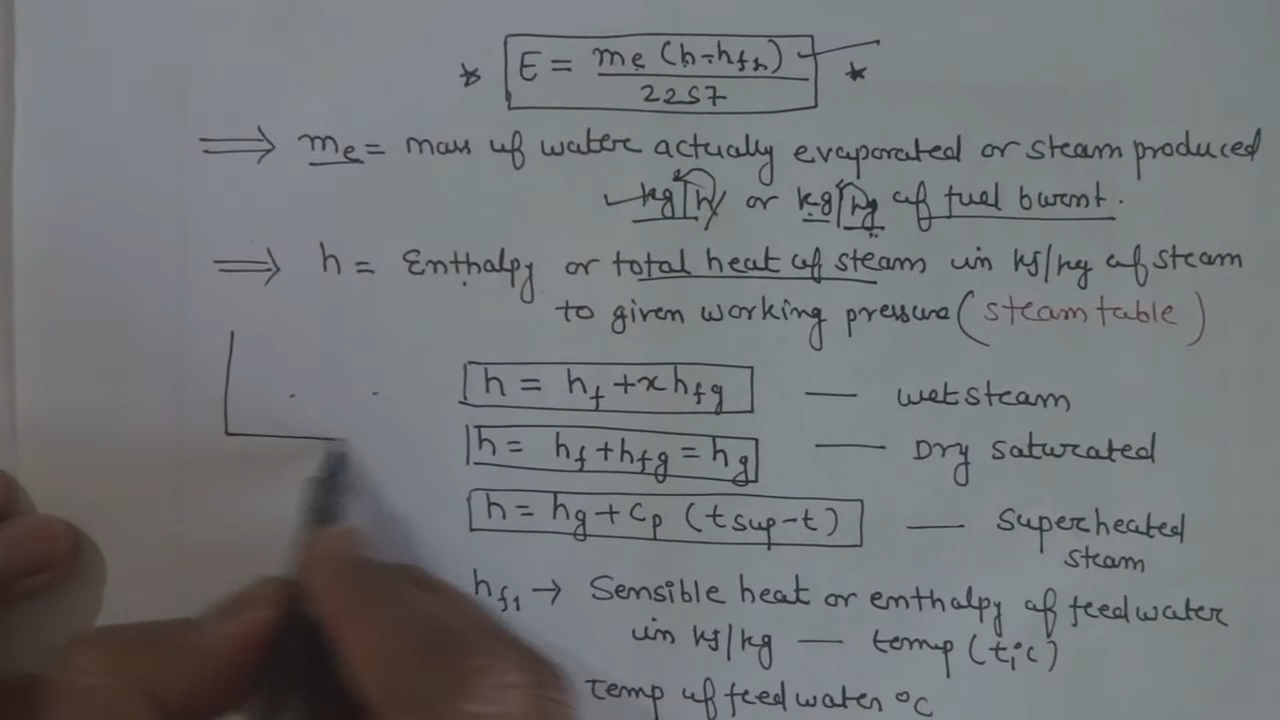 * E = me (h-hf1) / 2257 *
⟹ me = mass of water actually evaporated or steam produced
kg/h or kg/kg of fuel burnt.
⟹ h = Enthalpy or total heat of steam in kJ/kg of steam
to given working pressure (steam table)
h = hf + x hfg — wet steam
h = hf + hfg = hg — Dry saturated
h = hg + Cp (tsup - t) — Superheated
steam
hf1 → Sensible heat or enthalpy of feed water
in kJ/kg — temp (t1°C)
Temp of feed water °C